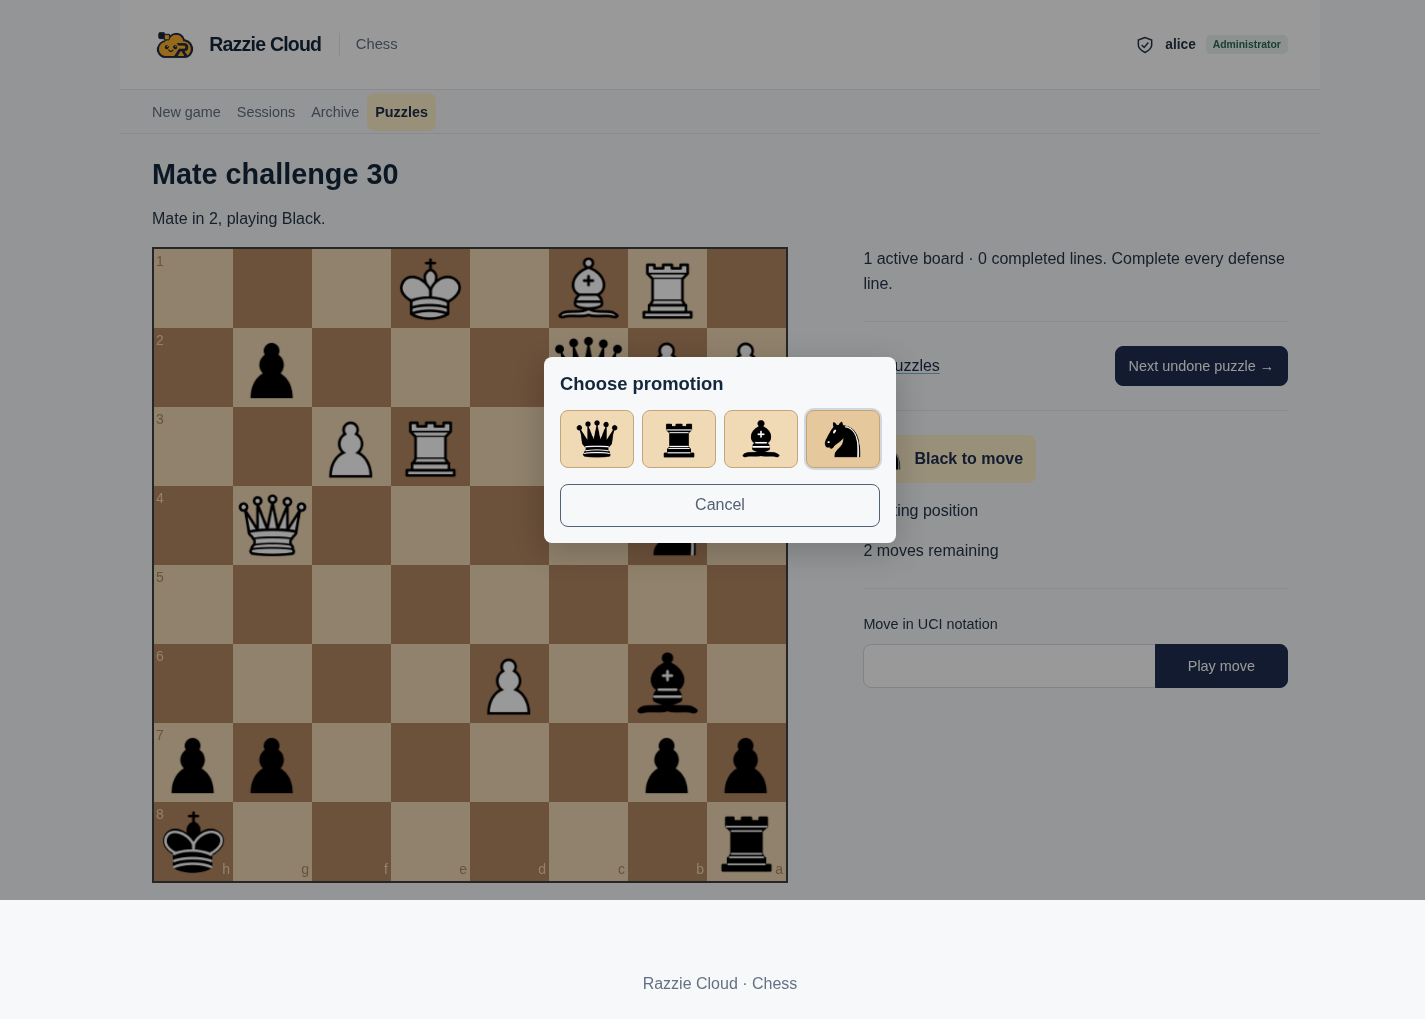 Razzie Cloud
Chess
alice
Administrator
New game
Sessions
Archive
Puzzles
Mate challenge 30
Mate in 2, playing Black.
1 active board · 0 completed lines. Complete every defense
line.
uzzles
Next undone puzzle →
Choose promotion
Cancel
Black to move
ting position
2 moves remaining
Move in UCI notation
Play move
1
2
3
4
5
6
7
8
h
g
f
e
d
c
b
a
Razzie Cloud · Chess